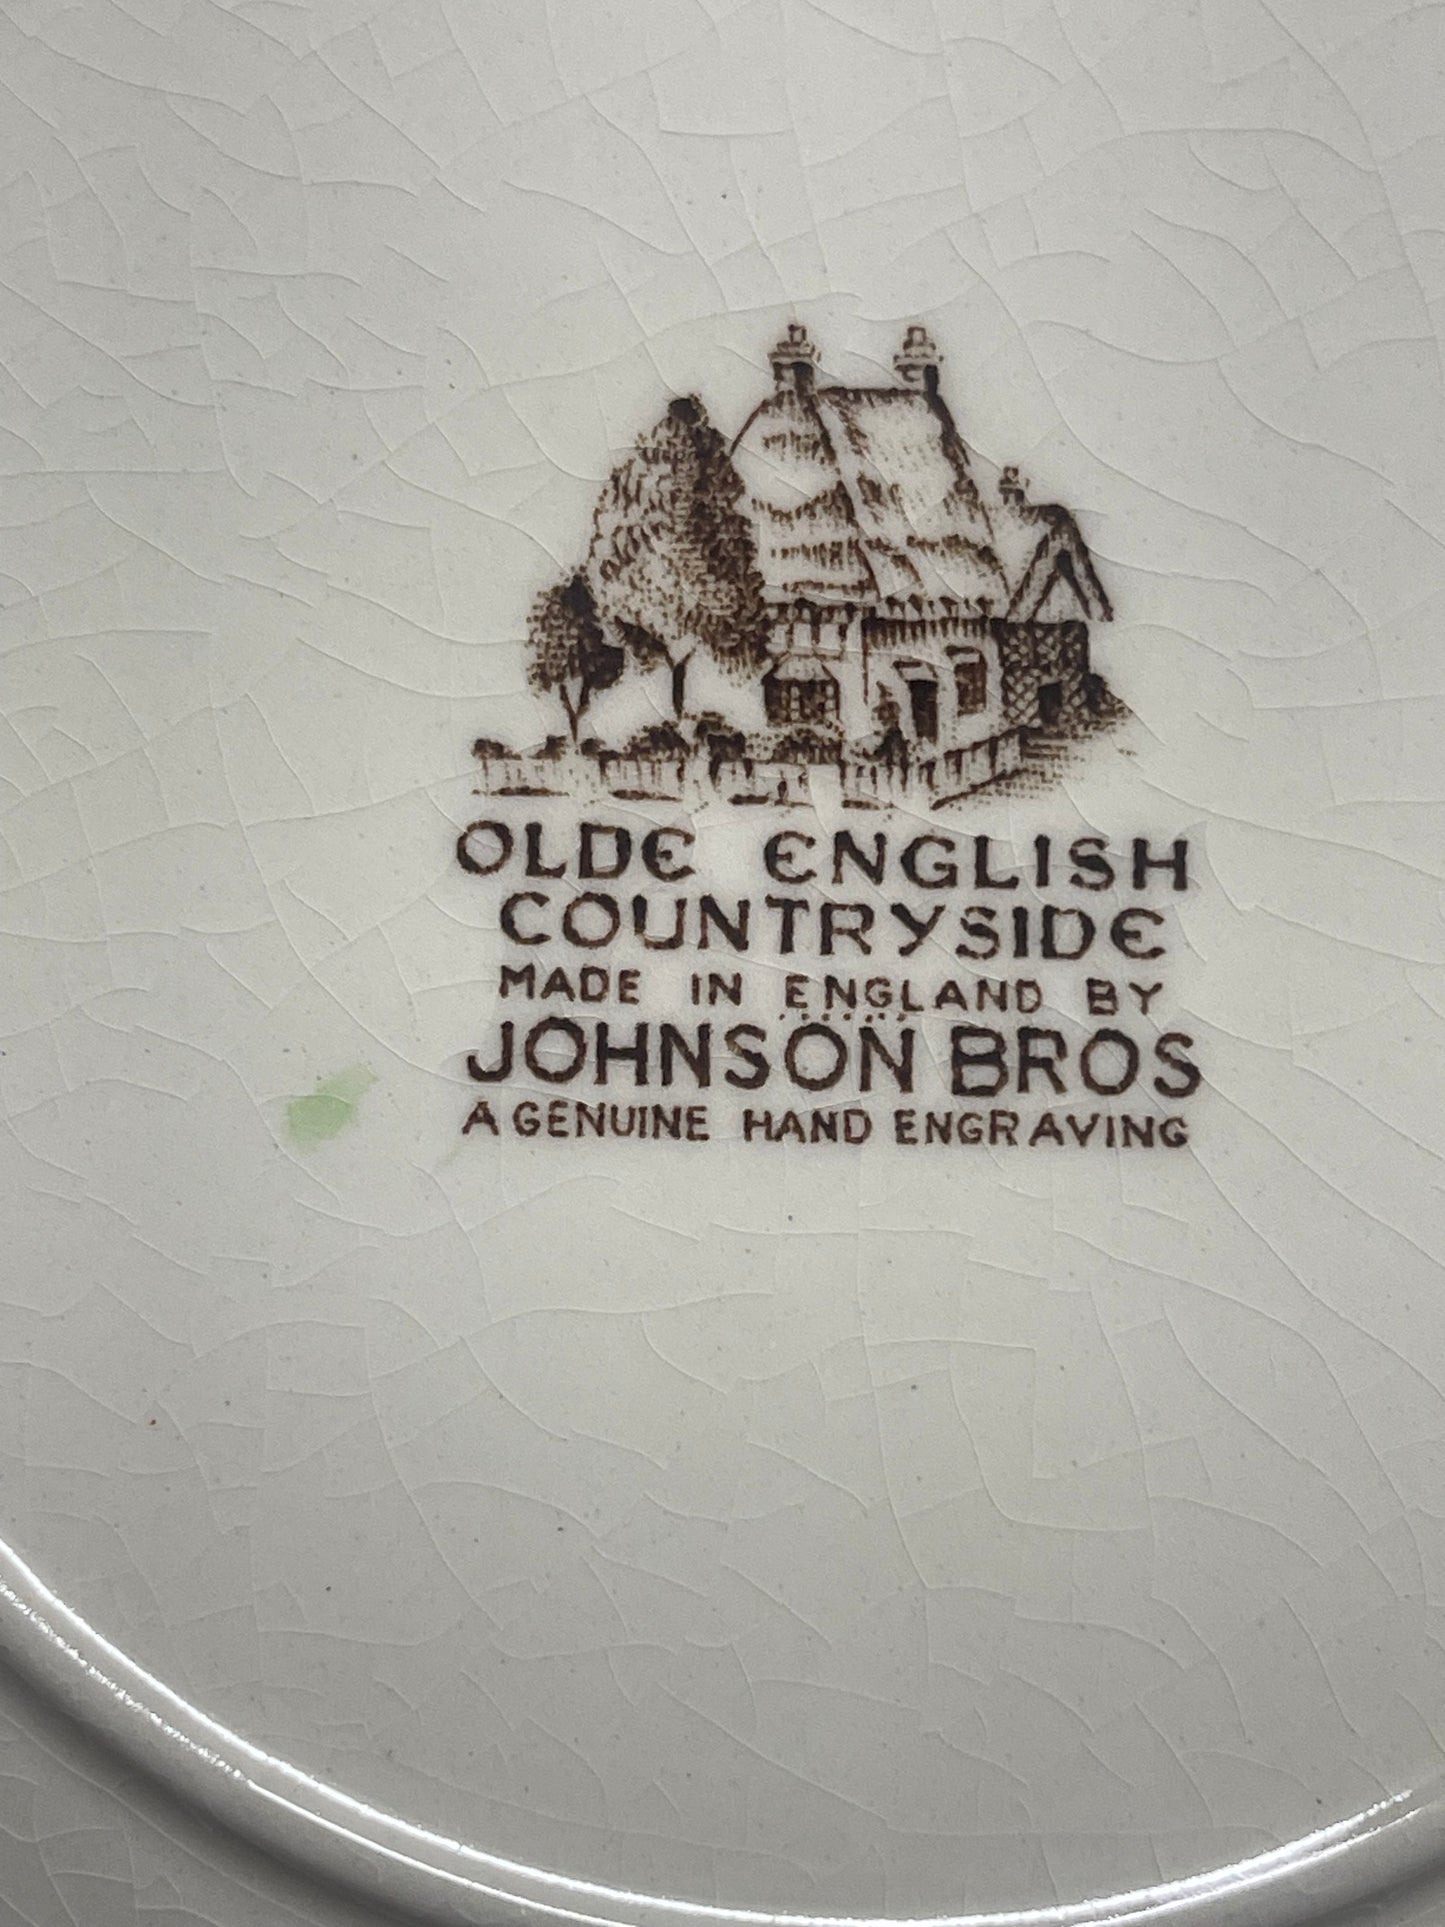 OLDE ENGLISH
COUNTRYSIDE
MADE IN ENGLAND BY
JOHNSON BROS
A GENUINE HAND ENGRAVING